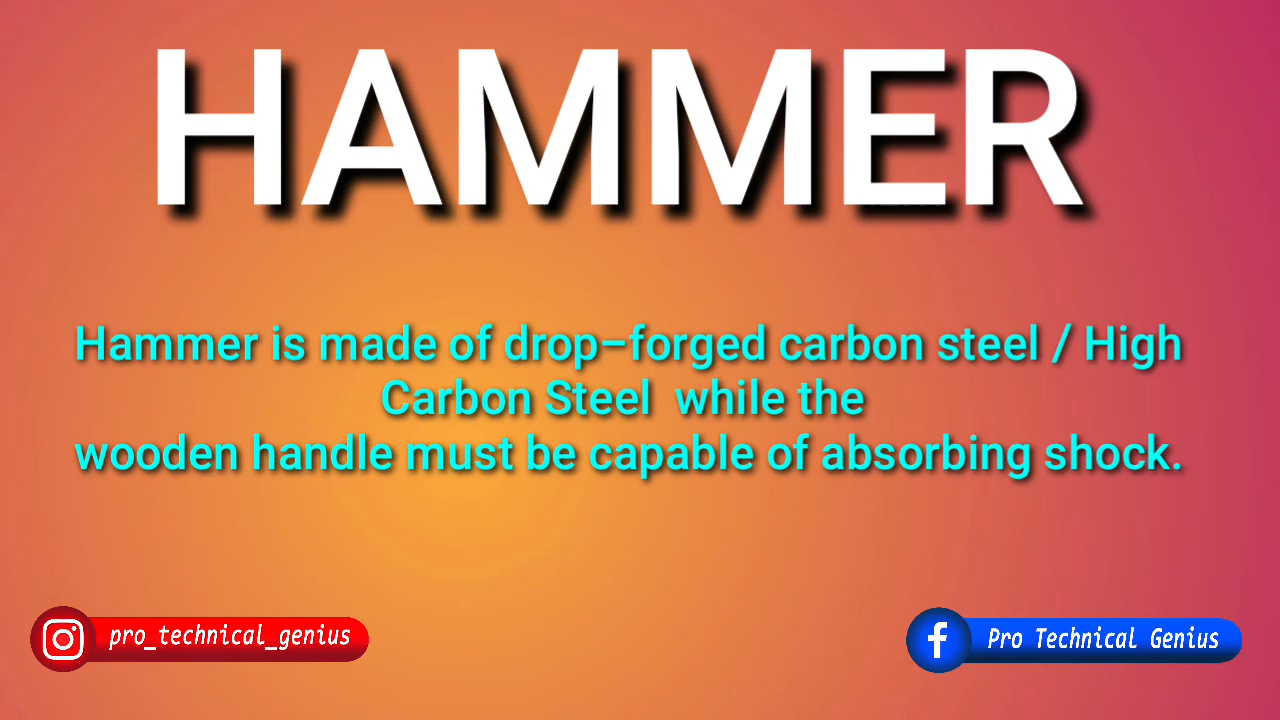 HAMMER
Hammer is made of drop–forged carbon steel / High
Carbon Steel  while the
wooden handle must be capable of absorbing shock.
pro_technical_genius
Pro Technical Genius